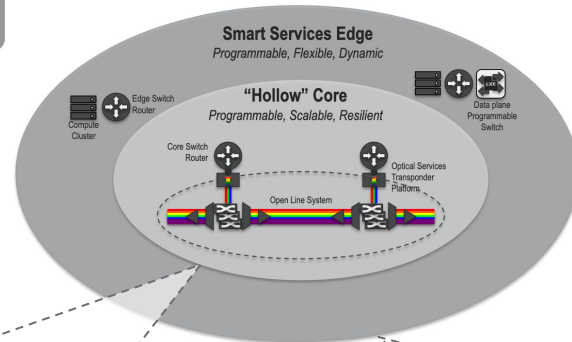 Smart Services Edge
Programmable, Flexible, Dynamic
Compute
Cluster
Edge Switch
Router
EXE
Data plane
Programmable
Switch
“Hollow” Core
Programmable, Scalable, Resilient
Core Switch
Router
Optical Services
Transponder
Platform
Open Line System